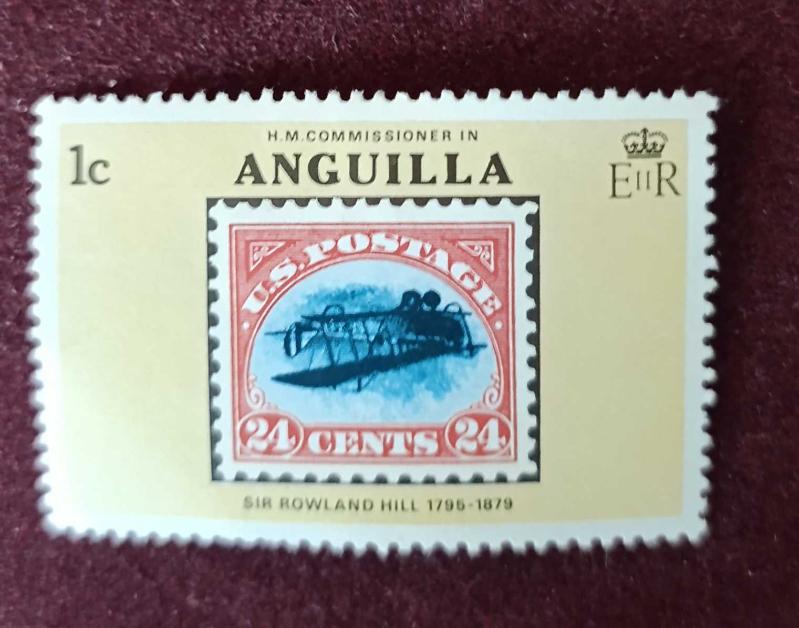 H.M.COMMISSIONER IN
1c ANGUILLA EIIR
U.S. POSTAGE
24 CENTS 24
SIR ROWLAND HILL 1795-1879